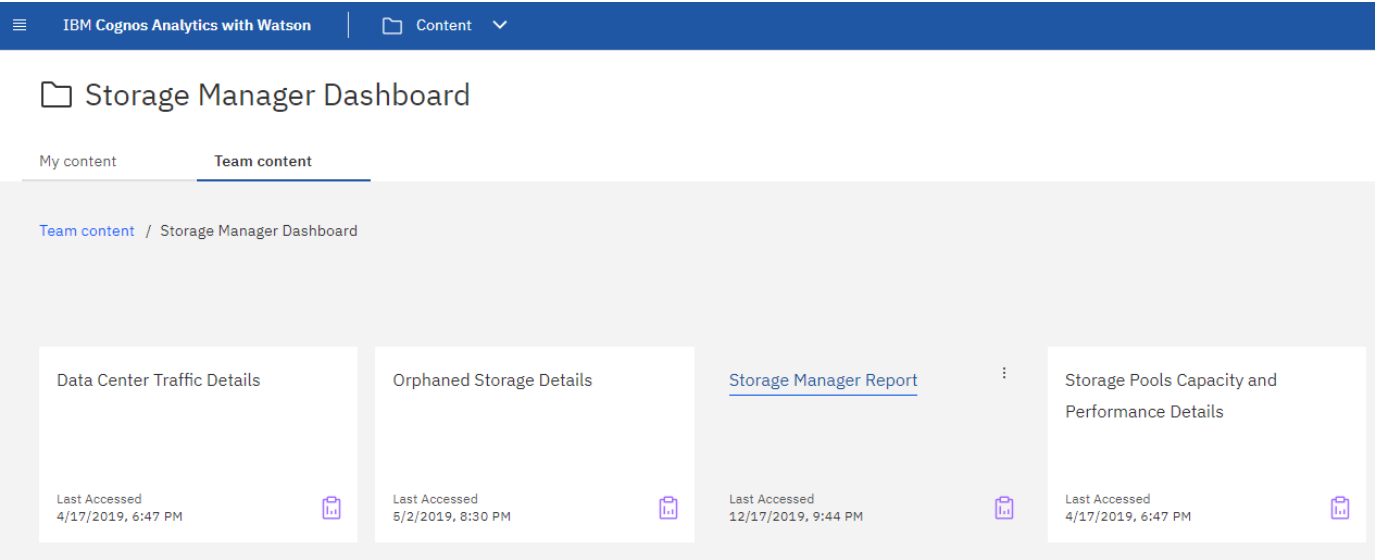 IBM Cognos Analytics with Watson
Content
Storage Manager Dashboard
My content
Team content
Team content / Storage Manager Dashboard
Data Center Traffic Details
Last Accessed
4/17/2019, 6:47 PM
Orphaned Storage Details
Last Accessed
5/2/2019, 8:30 PM
Storage Manager Report
Last Accessed
12/17/2019, 9:44 PM
Storage Pools Capacity and
Performance Details
Last Accessed
4/17/2019, 6:47 PM